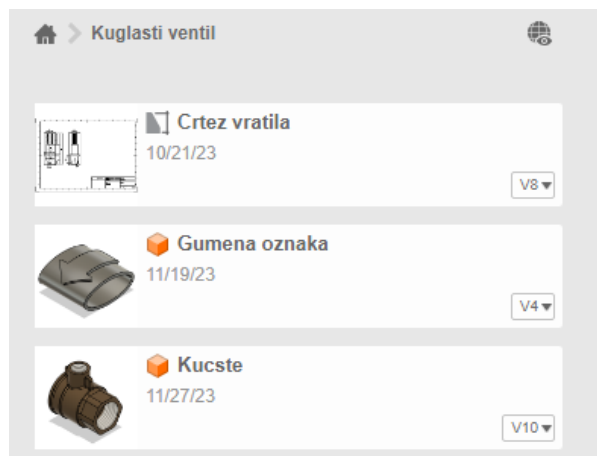 Kuglasti ventil
Crtez vratila
10/21/23
V8
Gumena oznaka
11/19/23
V4
Kucste
11/27/23
V10